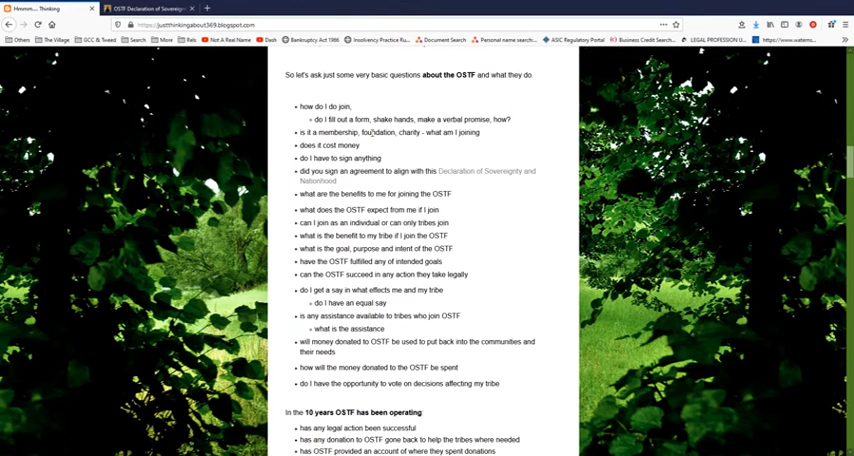 Hmmm.... Thinking
OSTF Declaration of Sovereign
https://justthinkingabout369.blogspot.com
Others The Village GCC & Tweed Search More Rels Not A Real Name Dash Bankruptcy Act 1966 Insolvency Practice Ru... Document Search Personal name search:... ASIC Regulatory Portal Business Credit Search... LEGAL PROFESSION U... https://www.waterns...
So let's ask just some very basic questions about the OSTF and what they do.
how do I do join,
do I fill out a form, shake hands, make a verbal promise, how?
is it a membership, foundation, charity - what am I joining
does it cost money
do I have to sign anything
did you sign an agreement to align with this Declaration of Sovereignty and
Nationhood
what are the benefits to me for joining the OSTF
what does the OSTF expect from me if I join
can I join as an individual or can only tribes join
what is the benefit to my tribe if I join the OSTF
what is the goal, purpose and intent of the OSTF
have the OSTF fulfilled any of intended goals
can the OSTF succeed in any action they take legally
do I get a say in what effects me and my tribe
do I have an equal say
is any assistance available to tribes who join OSTF
what is the assistance
will money donated to OSTF be used to put back into the communities and
their needs
how will the money donated to the OSTF be spent
do I have the opportunity to vote on decisions affecting my tribe
In the 10 years OSTF has been operating:
has any legal action been successful
has any donation to OSTF gone back to help the tribes where needed
has OSTF provided an account of where they spent donations